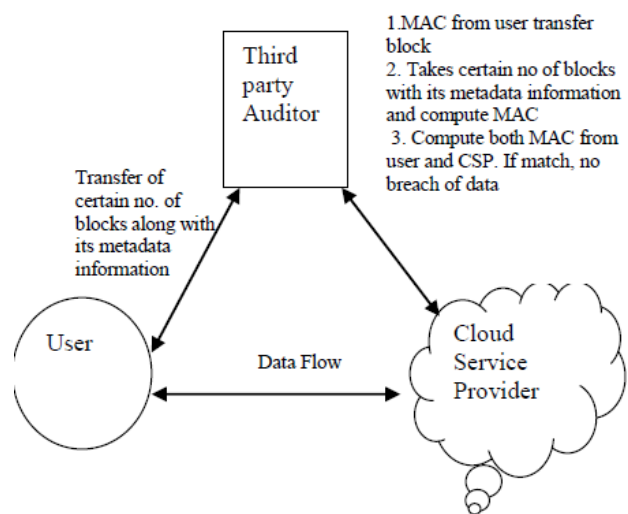 1.MAC from user transfer
block
2. Takes certain no of blocks
with its metadata information
and compute MAC
3. Compute both MAC from
user and CSP. If match, no
breach of data
Third
party
Auditor
Transfer of
certain no. of
blocks along with
its metadata
information
User
Data Flow
Cloud
Service
Provider